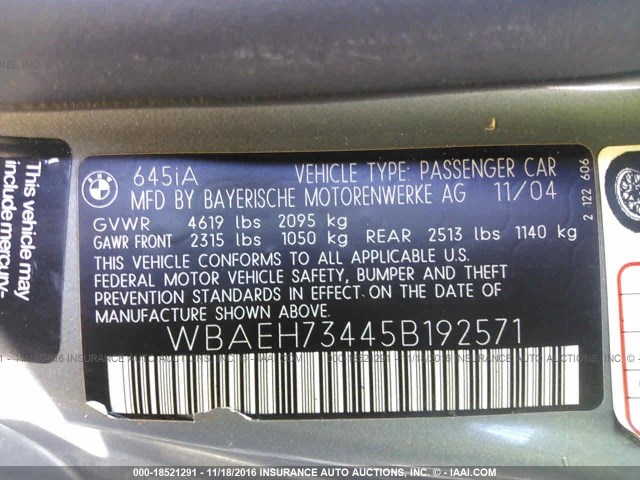 645iA VEHICLE TYPE: PASSENGER CAR
MFD BY BAYERISCHE MOTORENWERKE AG 11/04
GVWR 4619 lbs 2095 kg
GAWR FRONT 2315 lbs 1050 kg REAR 2513 lbs 1140 kg
THIS VEHICLE CONFORMS TO ALL APPLICABLE U.S.
FEDERAL MOTOR VEHICLE SAFETY, BUMPER AND THEFT
PREVENTION STANDARDS IN EFFECT ON THE DATE OF
MANUFACTURE SHOWN ABOVE.
WBAEH73445B192571
2 122 606
This vehicle may
include mercury-
000-18521291 - 11/18/2016 INSURANCE AUTO AUCTIONS, INC. - IAAI.COM